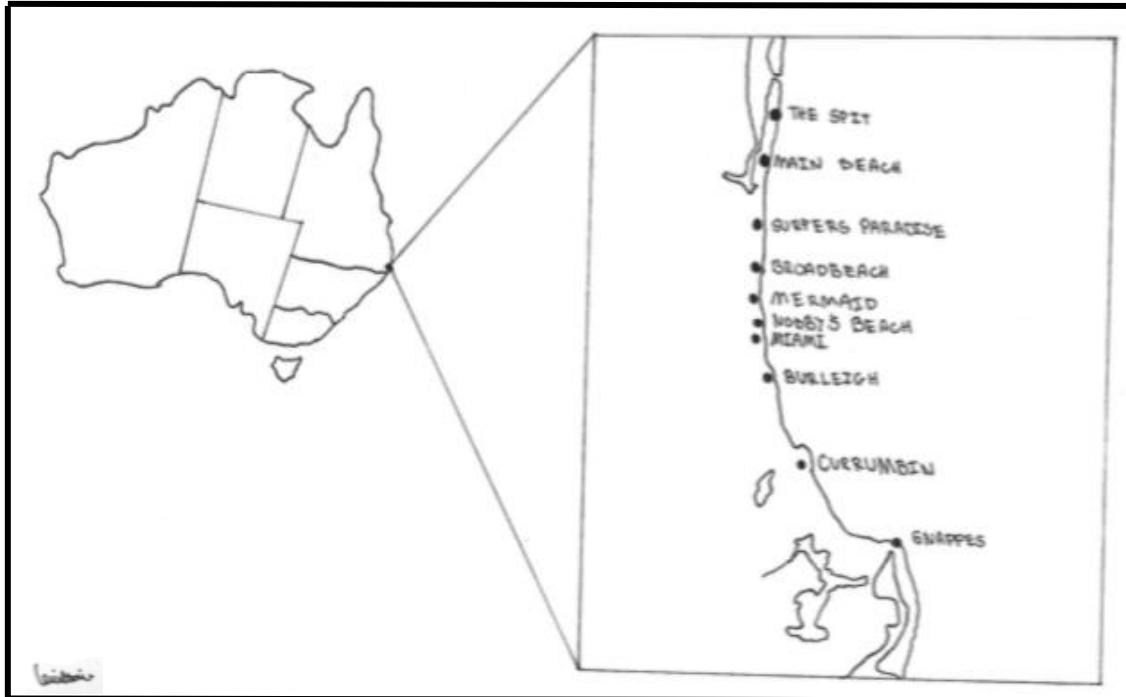 THE SPIT
MAIN BEACH
SURFERS PARADISE
BROADBEACH
MERMAID
NOBBY'S BEACH
MIAMI
BURLEIGH
CURRUMBIN
SNAPPES